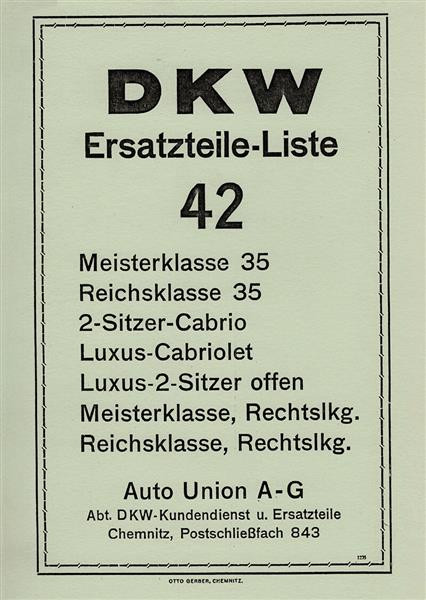 DKW
Ersatzteile-Liste
42
Meisterklasse 35
Reichsklasse 35
2-Sitzer-Cabrio
Luxus-Cabriolet
Luxus-2-Sitzer offen
Meisterklasse, Rechtslkg.
Reichsklasse, Rechtslkg.
Auto Union A-G
Abt. DKW-Kundendienst u. Ersatzteile
Chemnitz, Postschließfach 843
1235
OTTO GERBER, CHEMNITZ.